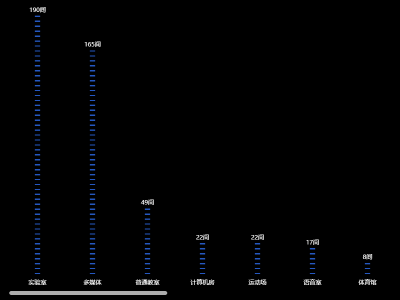 190间
165间
49间
22间
22间
17间
8间
实验室
多媒体
普通教室
计算机房
运动场
语音室
体育馆